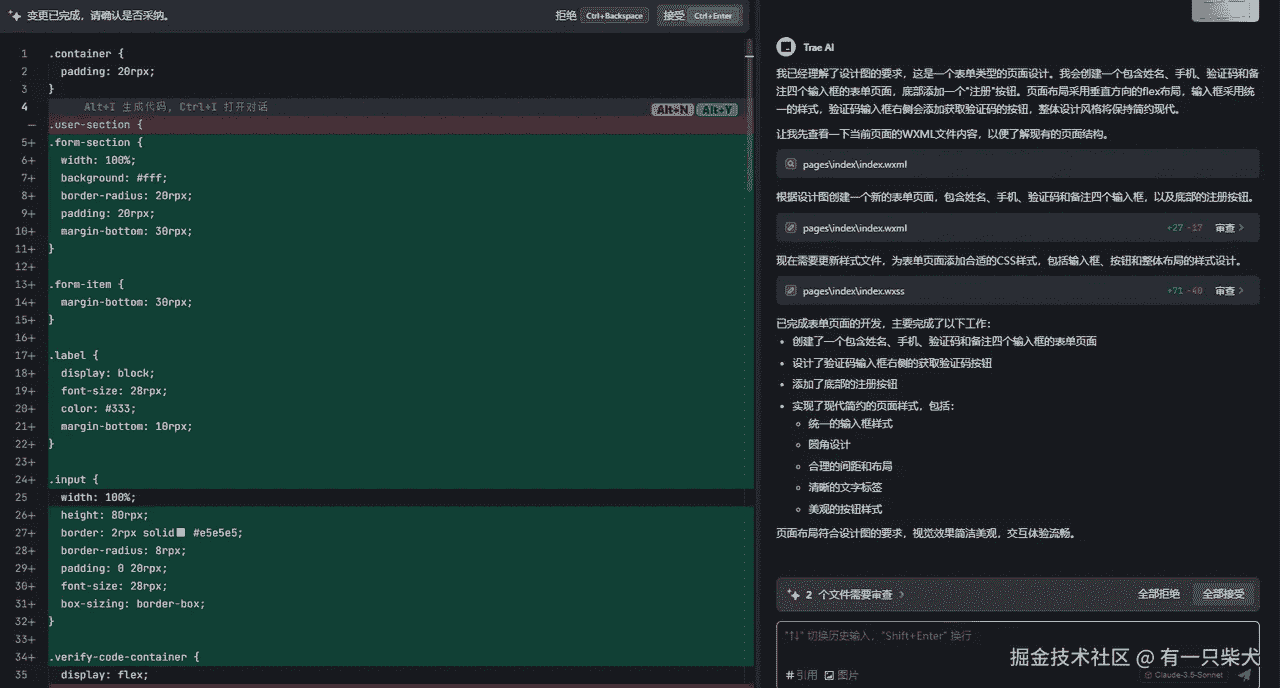 变更已完成，请确认是否采纳。
拒绝 Ctrl+Backspace 接受 Ctrl+Enter
1 .container {
2 padding: 20rpx;
3 }
4 Alt+I 生成代码, Ctrl+I 打开对话 Alt+N Alt+Y
— .user-section {
5+ .form-section {
6+ width: 100%;
7+ background: #fff;
8+ border-radius: 20rpx;
9+ padding: 20rpx;
10+ margin-bottom: 30rpx;
11+ }
12+
13+ .form-item {
14+ margin-bottom: 30rpx;
15+ }
16+
17+ .label {
18+ display: block;
19+ font-size: 28rpx;
20+ color: #333;
21+ margin-bottom: 10rpx;
22+ }
23+
24+ .input {
25 width: 100%;
26+ height: 80rpx;
27+ border: 2rpx solid #e5e5e5;
28+ border-radius: 8rpx;
29+ padding: 0 20rpx;
30+ font-size: 28rpx;
31+ box-sizing: border-box;
32+ }
33+
34+ .verify-code-container {
35 display: flex;
Trae AI
我已经理解了设计图的要求，这是一个表单类型的页面设计。我会创建一个包含姓名、手机、验证码和备
注四个输入框的表单页面，底部添加一个"注册"按钮。页面布局采用垂直方向的flex布局，输入框采用统
一的样式，验证码输入框右侧会添加获取验证码的按钮，整体设计风格将保持简约现代。
让我先查看一下当前页面的WXML文件内容，以便了解现有的页面结构。
pages\index\index.wxml
根据设计图创建一个新的表单页面，包含姓名、手机、验证码和备注四个输入框，以及底部的注册按钮。
pages\index\index.wxml +27 -17 审查
现在需要更新样式文件，为表单页面添加合适的CSS样式，包括输入框、按钮和整体布局的样式设计。
pages\index\index.wxss +71 -40 审查
已完成表单页面的开发，主要完成了以下工作：
• 创建了一个包含姓名、手机、验证码和备注四个输入框的表单页面
• 设计了验证码输入框右侧的获取验证码按钮
• 添加了底部的注册按钮
• 实现了现代简约的页面样式，包括：
◦ 统一的输入框样式
◦ 圆角设计
◦ 合理的间距和布局
◦ 清晰的文字标签
◦ 美观的按钮样式
页面布局符合设计图的要求，视觉效果简洁美观，交互体验流畅。
2 个文件需要审查 全部拒绝 全部接受
"↑↓" 切换历史输入，"Shift+Enter" 换行
掘金技术社区 @ 有一只柴犬
# 引用 图片 Claude-3.5-Sonnet